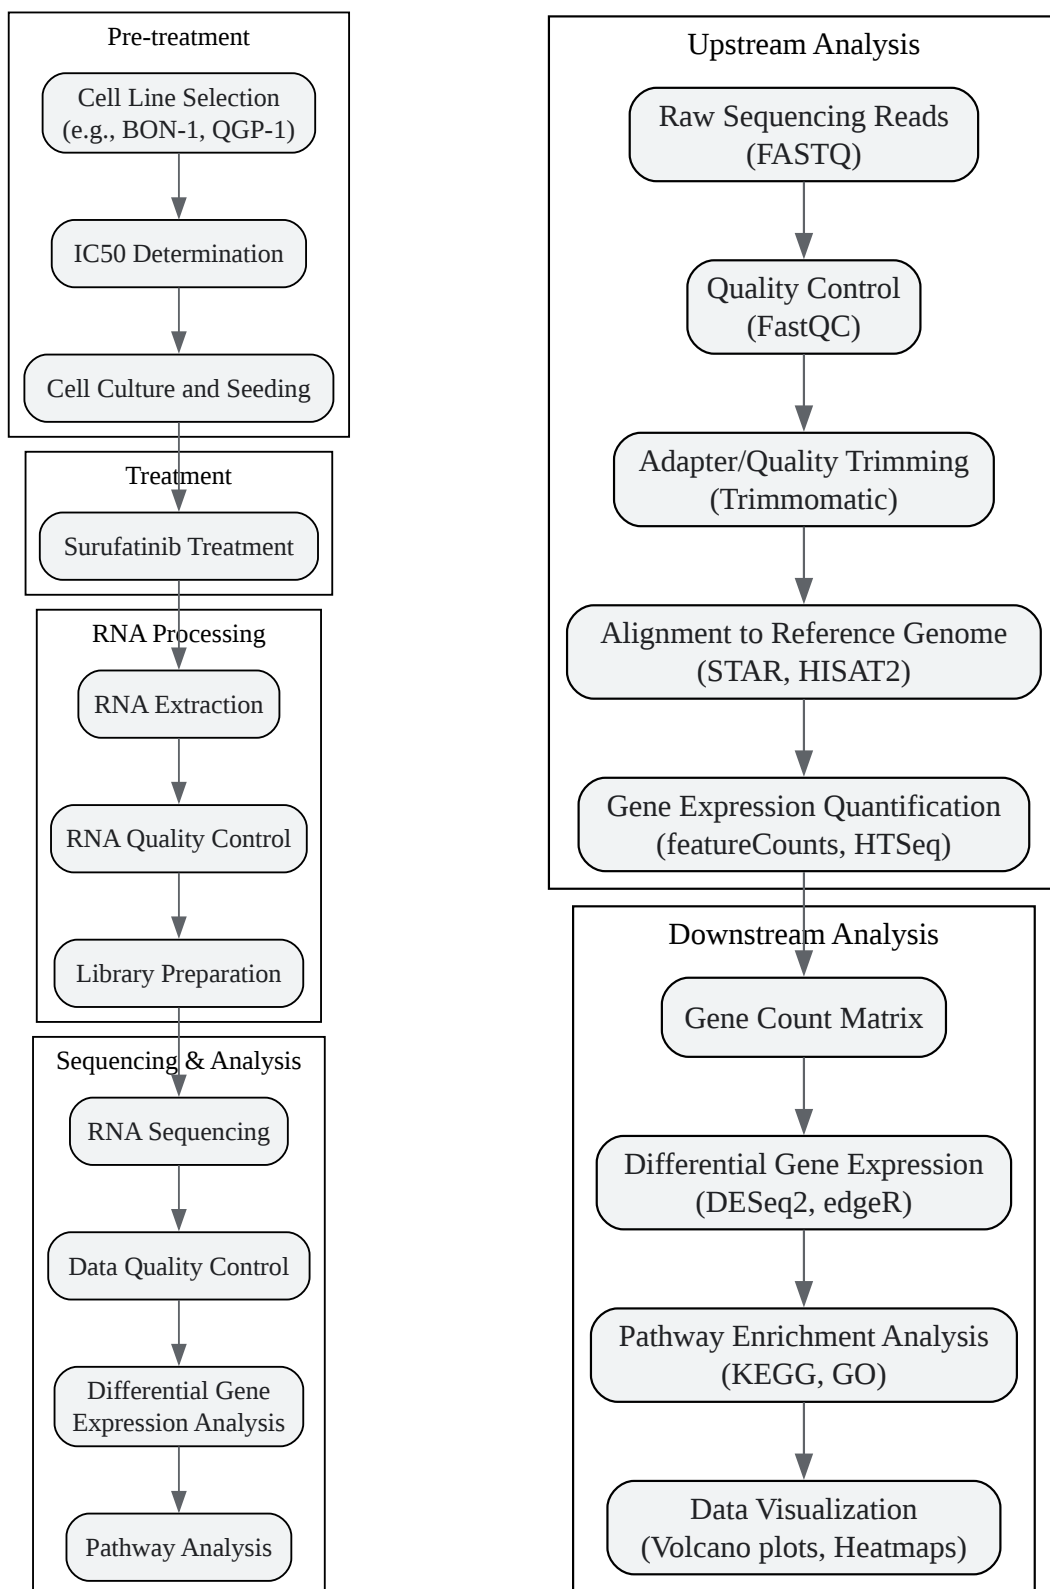 Pre-treatment
Cell Line Selection
(e.g., BON-1, QGP-1)
IC50 Determination
Cell Culture and Seeding
Treatment
Surufatinib Treatment
RNA Processing
RNA Extraction
RNA Quality Control
Library Preparation
Sequencing & Analysis
RNA Sequencing
Data Quality Control
Differential Gene
Expression Analysis
Pathway Analysis
Upstream Analysis
Raw Sequencing Reads
(FASTQ)
Quality Control
(FastQC)
Adapter/Quality Trimming
(Trimmomatic)
Alignment to Reference Genome
(STAR, HISAT2)
Gene Expression Quantification
(featureCounts, HTSeq)
Downstream Analysis
Gene Count Matrix
Differential Gene Expression
(DESeq2, edgeR)
Pathway Enrichment Analysis
(KEGG, GO)
Data Visualization
(Volcano plots, Heatmaps)